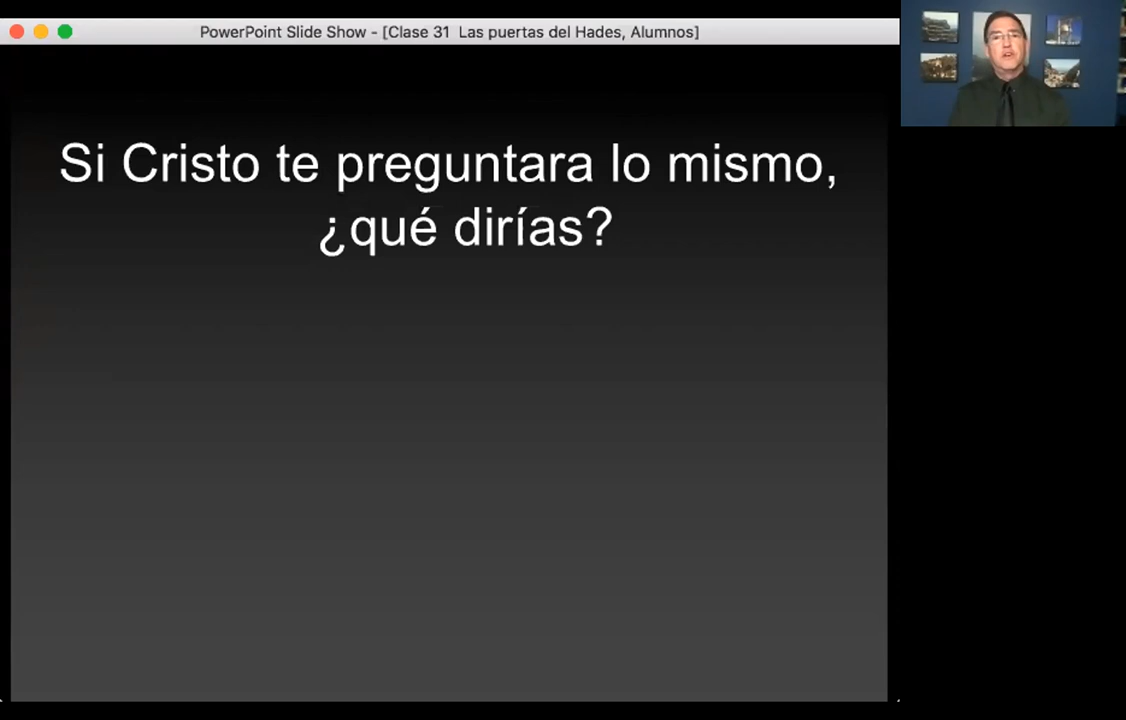 PowerPoint Slide Show - [Clase 31  Las puertas del Hades, Alumnos]
Si Cristo te preguntara lo mismo,
¿qué dirías?